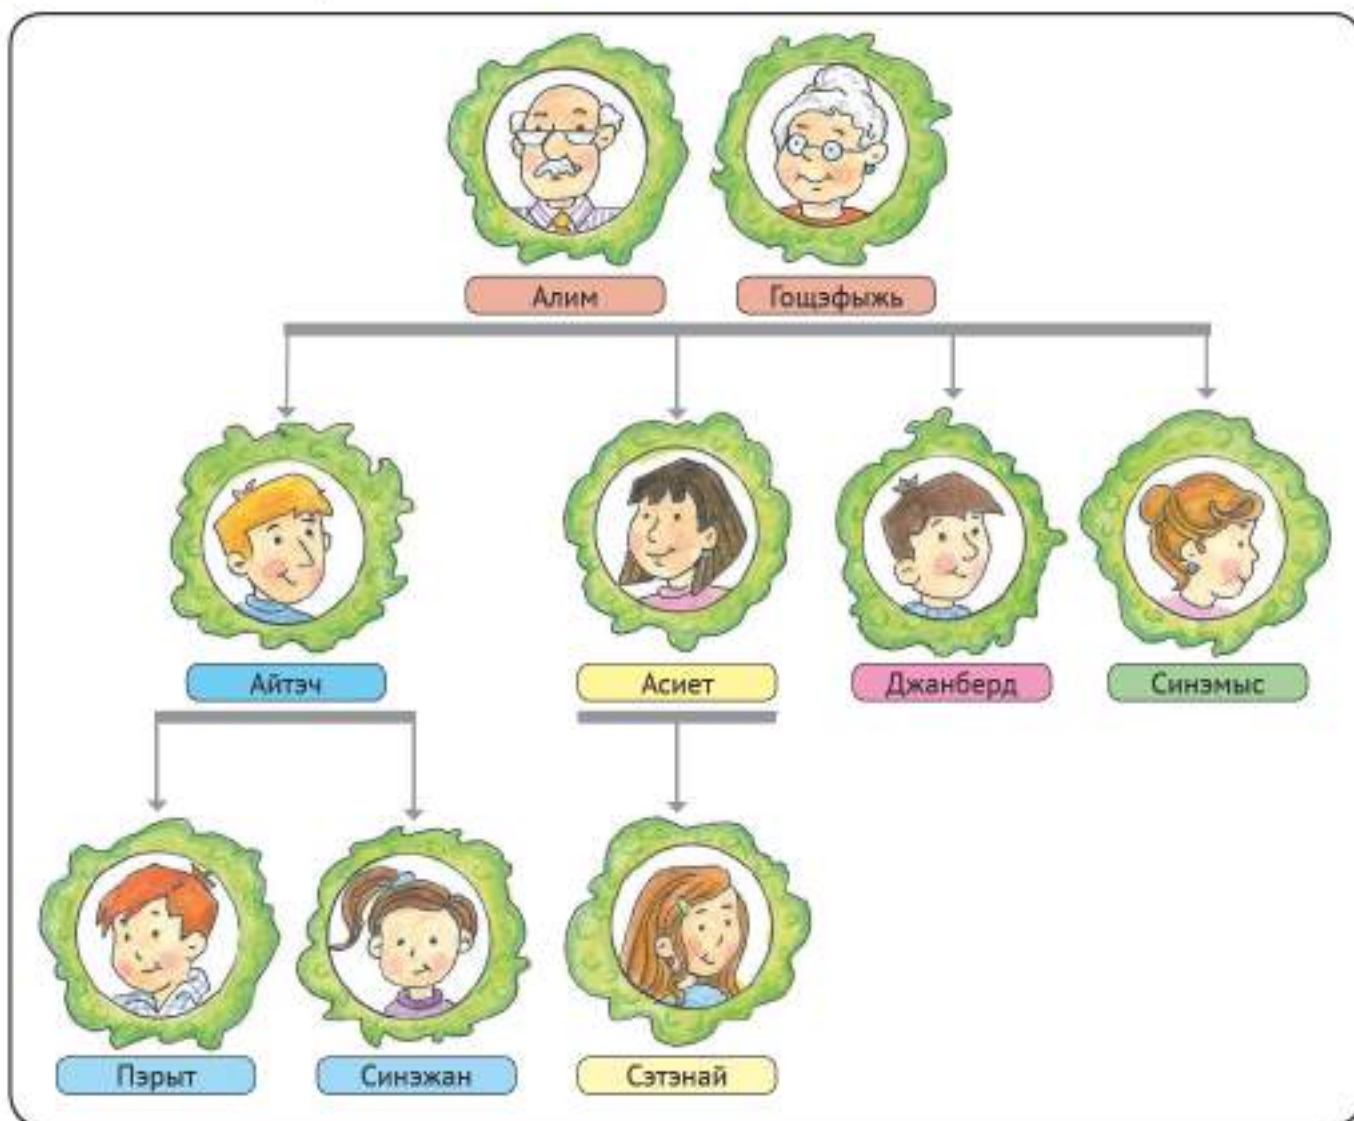 Алим Гощэфыжь
Айтэч Асиет Джанберд Синэмыс
Пэрыт Синэжан Сэтэнай